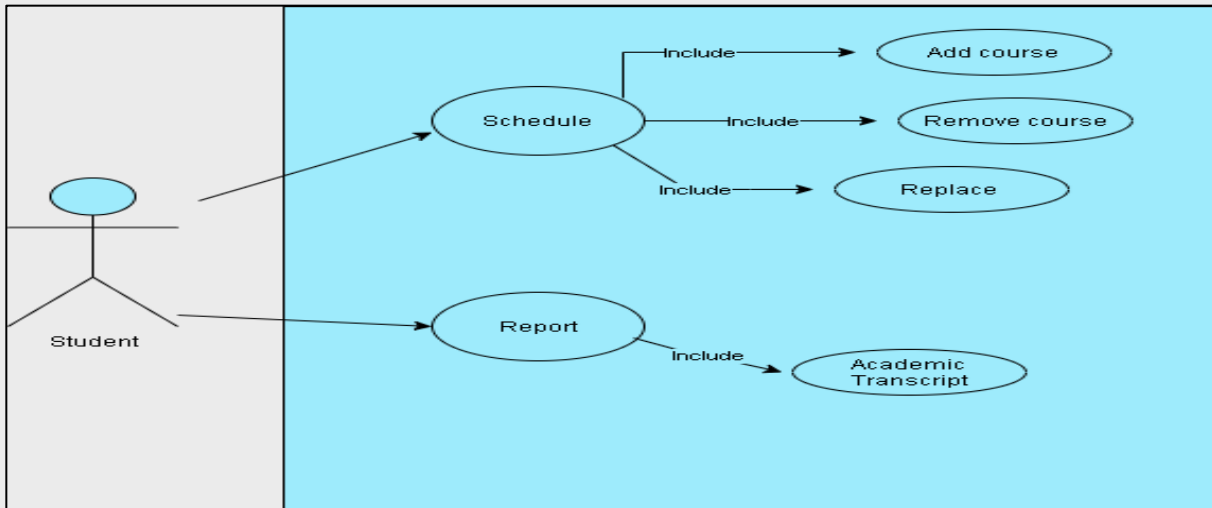 Include
Add course
Schedule
Include
Remove course
Include
Replace
Student
Report
Include
Academic
Transcript